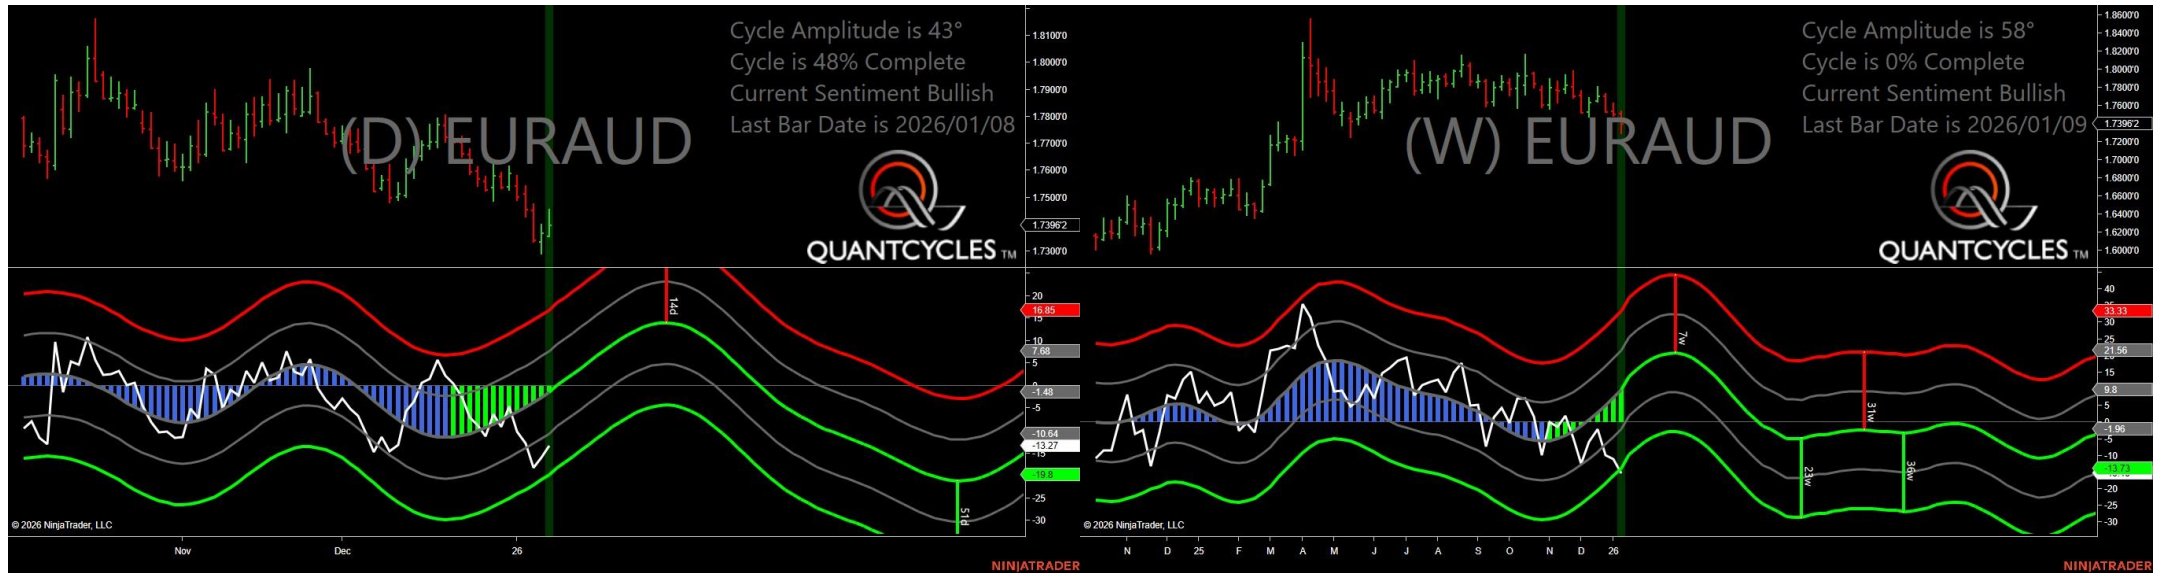 Cycle Amplitude is 43°
Cycle is 48% Complete
Current Sentiment Bullish
Last Bar Date is 2026/01/08
(D) EURAUD
QUANTCYCLES TM
1.8100'0
1.8000'0
1.7900'0
1.7800'0
1.7700'0
1.7600'0
1.7500'0
1.7396'2
1.7300'0
14d
51d
20
16.85
15
10
7.68
5
0
-1.48
-5
-10.64
-13.27
-15
-19.8
-25
-30
© 2026 NinjaTrader, LLC
Nov Dec 26
NINJATRADER
Cycle Amplitude is 58°
Cycle is 0% Complete
Current Sentiment Bullish
Last Bar Date is 2026/01/09
(W) EURAUD
QUANTCYCLES TM
1.8600'0
1.8400'0
1.8200'0
1.8000'0
1.7800'0
1.7600'0
1.7396'2
1.7200'0
1.7000'0
1.6800'0
1.6600'0
1.6400'0
1.6200'0
1.6000'0
7w
31w
23w
36w
40
33.33
30
25
21.56
15
9.8
5
0
-1.96
-5
-10
-13.73
-20
-25
-30
© 2026 NinjaTrader, LLC
N D 25 F M A M J J A S O N D 26
NINJATRADER